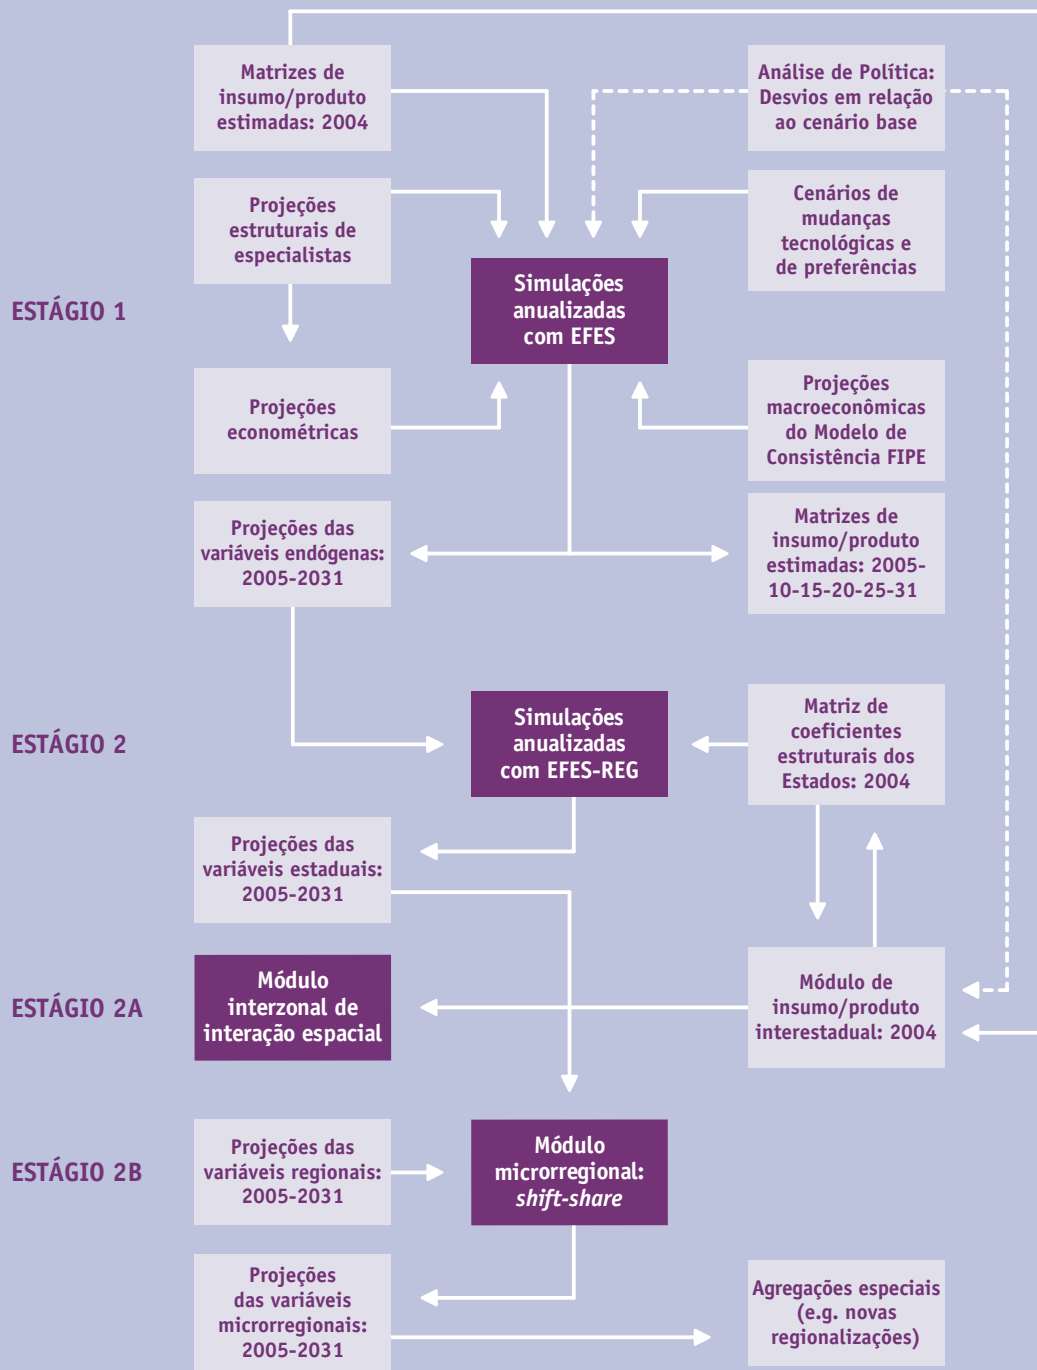 Matrizes de
insumo/produto
estimadas: 2004
Análise de Política:
Desvios em relação
ao cenário base
Projeções
estruturais de
especialistas
Cenários de
mudanças
tecnológicas e
de preferências
ESTÁGIO 1
Simulações
anualizadas
com EFES
Projeções
econométricas
Projeções
macroeconômicas
do Modelo de
Consistência FIPE
Projeções das
variáveis endógenas:
2005-2031
Matrizes de
insumo/produto
estimadas: 2005-
10-15-20-25-31
ESTÁGIO 2
Simulações
anualizadas
com EFES-REG
Matriz de
coeficientes
estruturais dos
Estados: 2004
Projeções das
variáveis estaduais:
2005-2031
ESTÁGIO 2A
Módulo
interzonal de
interação espacial
Módulo de
insumo/produto
interestadual: 2004
ESTÁGIO 2B
Projeções das
variáveis regionais:
2005-2031
Módulo
microrregional:
shift-share
Projeções
das variáveis
microrregionais:
2005-2031
Agregações especiais
(e.g. novas
regionalizações)